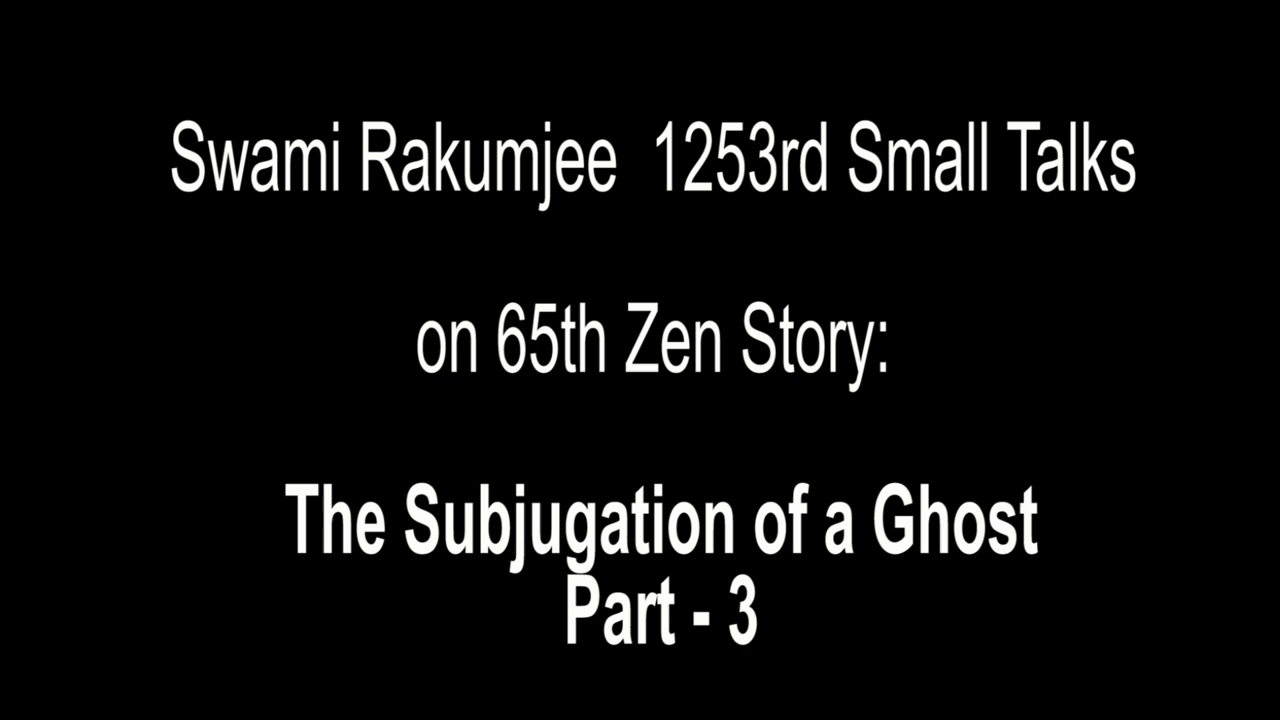 Swami Rakumjee 1253rd Small Talks
on 65th Zen Story:
The Subjugation of a Ghost
Part - 3